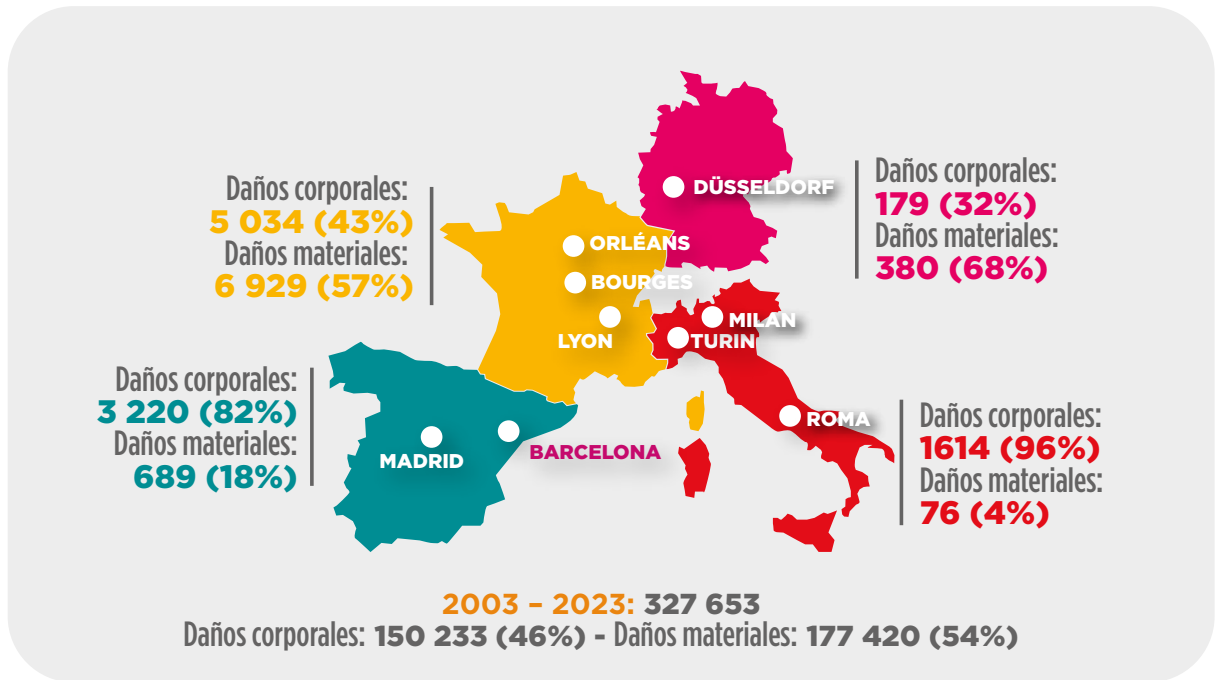 Daños corporales:
179 (32%)
Daños materiales:
380 (68%)
DÜSSELDORF
Daños corporales:
5 034 (43%)
Daños materiales:
6 929 (57%)
ORLÉANS
BOURGES
LYON
MILAN
TURIN
ROMA
Daños corporales:
3 220 (82%)
Daños materiales:
689 (18%)
MADRID
BARCELONA
Daños corporales:
1614 (96%)
Daños materiales:
76 (4%)
2003 – 2023: 327 653
Daños corporales: 150 233 (46%) - Daños materiales: 177 420 (54%)